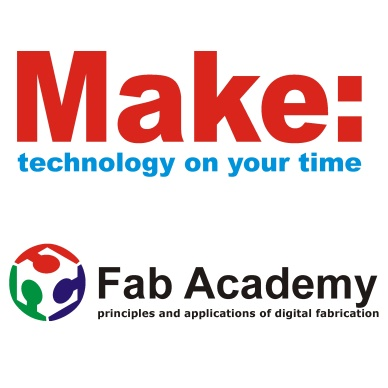 Make:
technology on your time
Fab Academy
principles and applications of digital fabrication